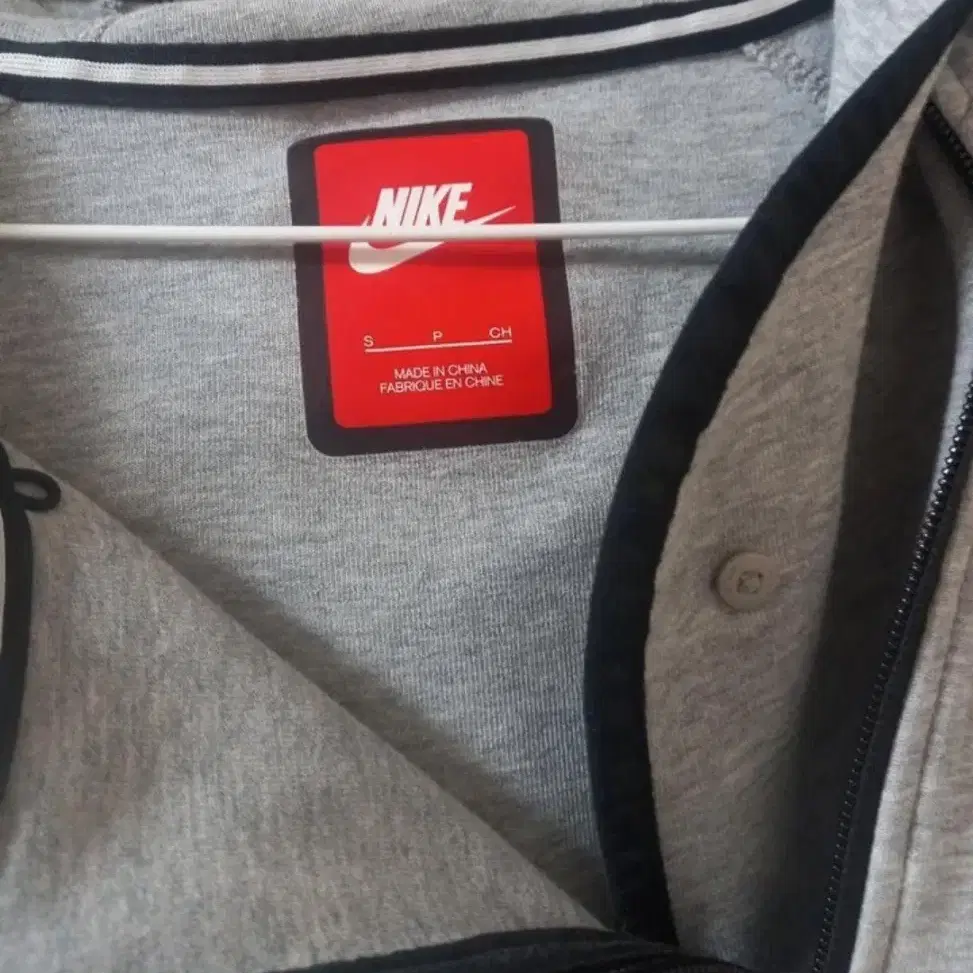 NIKE
S P CH
MADE IN CHINA
FABRIQUE EN CHINE